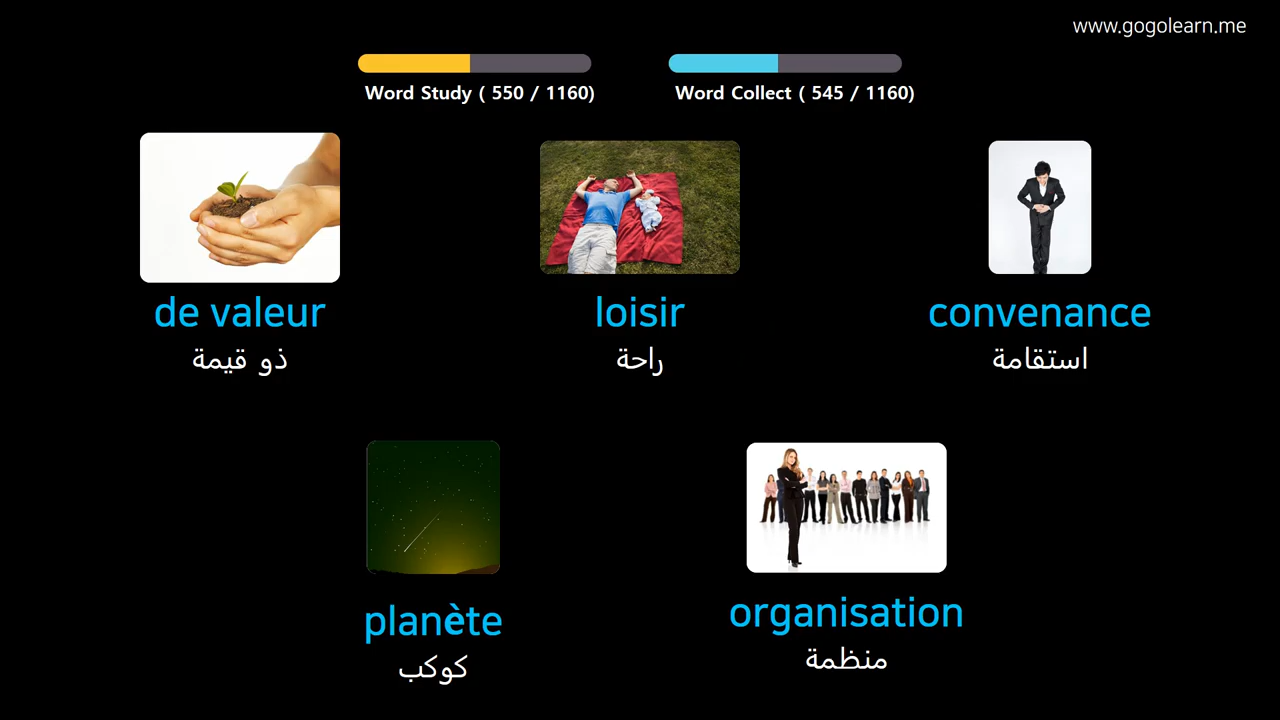 www.gogolearn.me
Word Study ( 550 / 1160)
Word Collect ( 545 / 1160)
de valeur
ذو قيمة
loisir
راحة
convenance
استقامة
planète
كوكب
organisation
منظمة